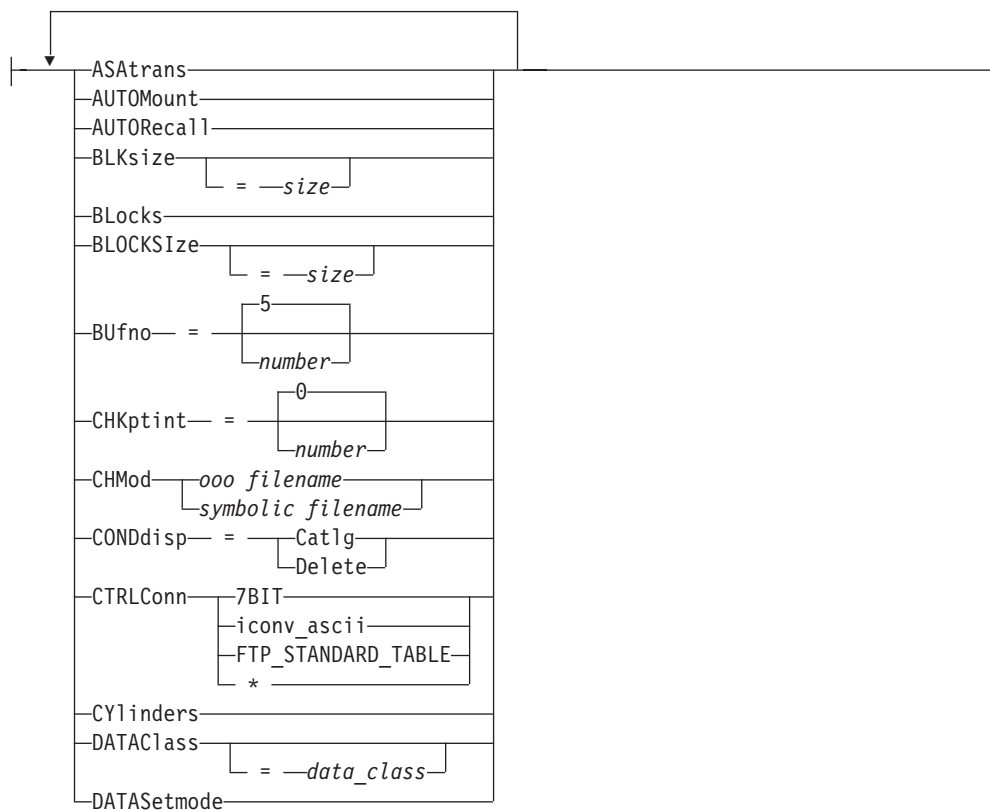 ASAtrans
AUTOMount
AUTORecall
BLKsize
= size
BLocks
BLOCKSIze
= size
5
BUfno =
number
0
CHKptint =
number
CHMod ooo filename
symbolic filename
CONDdisp = Catlg
Delete
CTRLConn 7BIT
iconv_ascii
FTP_STANDARD_TABLE
*
CYlinders
DATAClass
= data_class
DATASetmode